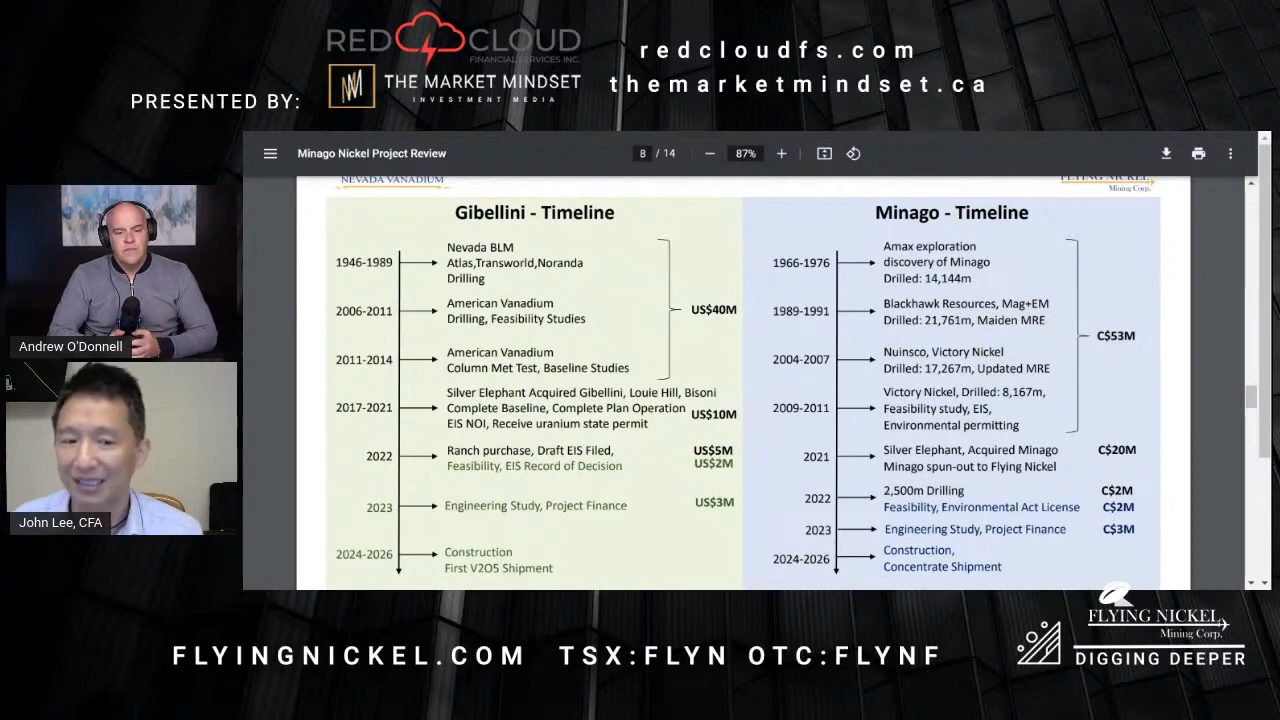 RED CLOUD
FINANCIAL SERVICES INC.
THE MARKET MINDSET
INVESTMENT MEDIA
PRESENTED BY:
redcloudfs.com
themarketmindset.ca
Minago Nickel Project Review
8 / 14
87%
NEVADA VANADIUM
FLYING NICKEL
Mining Corp.
Gibellini - Timeline
1946-1989
Nevada BLM
Atlas,Transworld,Noranda
Drilling
2006-2011
American Vanadium
Drilling, Feasibility Studies
US$40M
2011-2014
American Vanadium
Column Met Test, Baseline Studies
2017-2021
Silver Elephant Acquired Gibellini, Louie Hill, Bisoni
Complete Baseline, Complete Plan Operation
EIS NOI, Receive uranium state permit
US$10M
2022
Ranch purchase, Draft EIS Filed,
Feasibility, EIS Record of Decision
US$5M
US$2M
2023
Engineering Study, Project Finance
US$3M
2024-2026
Construction
First V2O5 Shipment
Minago - Timeline
1966-1976
Amax exploration
discovery of Minago
Drilled: 14,144m
1989-1991
Blackhawk Resources, Mag+EM
Drilled: 21,761m, Maiden MRE
C$53M
2004-2007
Nuinsco, Victory Nickel
Drilled: 17,267m, Updated MRE
2009-2011
Victory Nickel, Drilled: 8,167m,
Feasibility study, EIS,
Environmental permitting
2021
Silver Elephant, Acquired Minago
Minago spun-out to Flying Nickel
C$20M
2022
2,500m Drilling
Feasibility, Environmental Act License
C$2M
C$2M
2023
Engineering Study, Project Finance
C$3M
2024-2026
Construction,
Concentrate Shipment
Andrew O'Donnell
John Lee, CFA
FLYINGNICKEL.COM TSX:FLYN OTC:FLYNF
FLYING NICKEL
Mining Corp.
DIGGING DEEPER